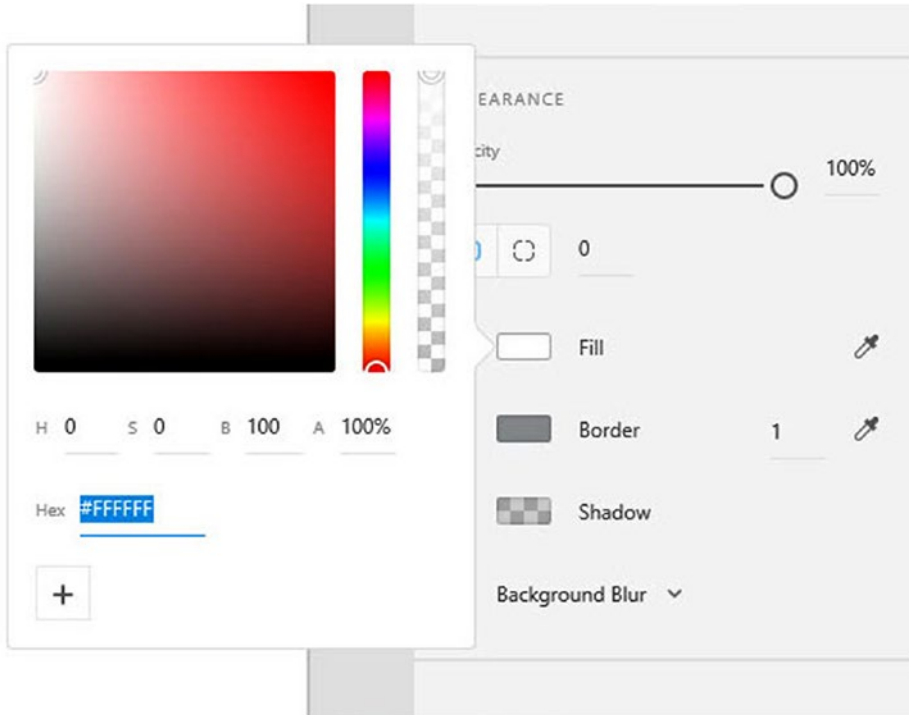 EARANCE
city
100%
0
Fill
H 0 S 0 B 100 A 100%
Border 1
Hex #FFFFFF
Shadow
+
Background Blur